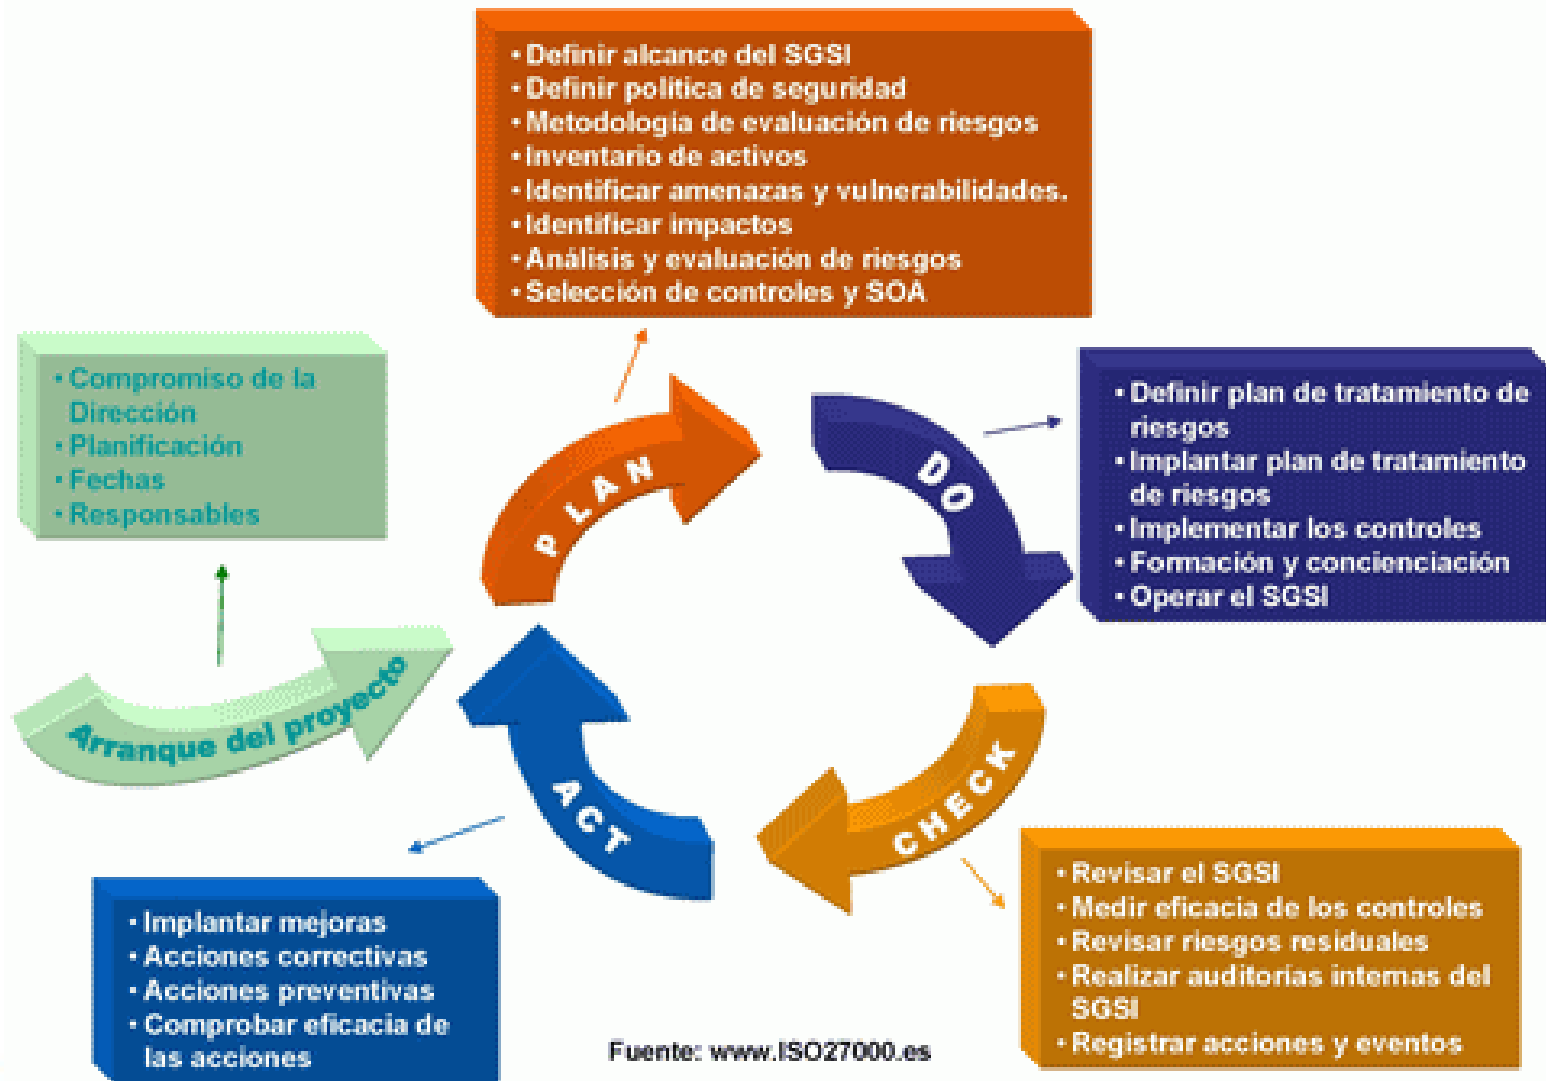 • Definir alcance del SGSI
• Definir política de seguridad
• Metodología de evaluación de riesgos
• Inventario de activos
• Identificar amenazas y vulnerabilidades.
• Identificar impactos
• Análisis y evaluación de riesgos
• Selección de controles y SOA
• Compromiso de la
Dirección
• Planificación
• Fechas
• Responsables
• Definir plan de tratamiento de
riesgos
• Implantar plan de tratamiento
de riesgos
• Implementar los controles
• Formación y concienciación
• Operar el SGSI
PLAN
DO
Arranque del proyecto
ACT
CHECK
• Implantar mejoras
• Acciones correctivas
• Acciones preventivas
• Comprobar eficacia de
las acciones
• Revisar el SGSI
• Medir eficacia de los controles
• Revisar riesgos residuales
• Realizar auditorías internas del
SGSI
• Registrar acciones y eventos
Fuente: www.ISO27000.es